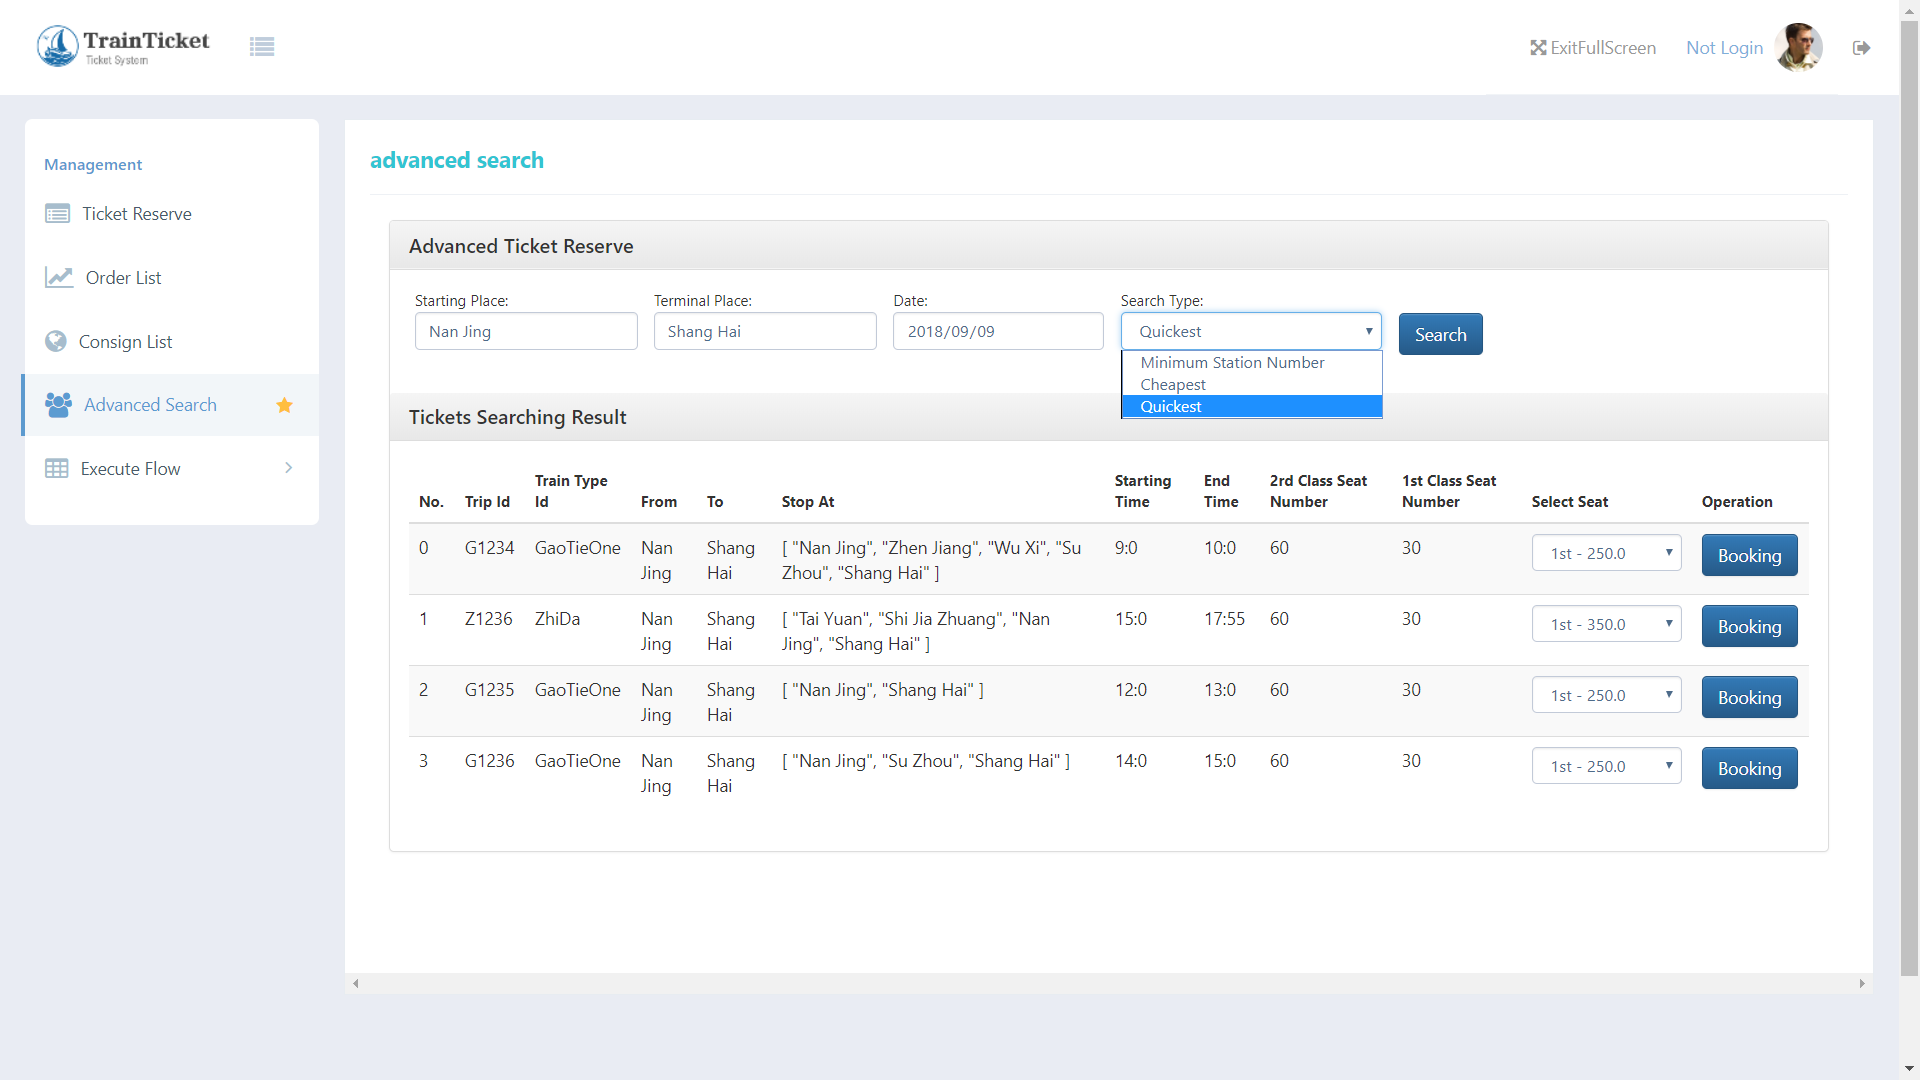 TrainTicket
Ticket System
ExitFullScreen
Not Login
Management
Ticket Reserve
Order List
Consign List
Advanced Search
Execute Flow
advanced search
Advanced Ticket Reserve
Starting Place: Terminal Place: Date: Search Type:
Nan Jing Shang Hai 2018/09/09 Quickest Search
Minimum Station Number
Cheapest
Quickest
Tickets Searching Result
Train Type Starting End 2rd Class Seat 1st Class Seat
No. Trip Id Id From To Stop At Time Time Number Number Select Seat Operation
0 G1234 GaoTieOne Nan Shang [ "Nan Jing", "Zhen Jiang", "Wu Xi", "Su 9:0 10:0 60 30 1st - 250.0 Booking
Jing Hai Zhou", "Shang Hai" ]
1 Z1236 ZhiDa Nan Shang [ "Tai Yuan", "Shi Jia Zhuang", "Nan 15:0 17:55 60 30 1st - 350.0 Booking
Jing Hai Jing", "Shang Hai" ]
2 G1235 GaoTieOne Nan Shang [ "Nan Jing", "Shang Hai" ] 12:0 13:0 60 30 1st - 250.0 Booking
Jing Hai
3 G1236 GaoTieOne Nan Shang [ "Nan Jing", "Su Zhou", "Shang Hai" ] 14:0 15:0 60 30 1st - 250.0 Booking
Jing Hai